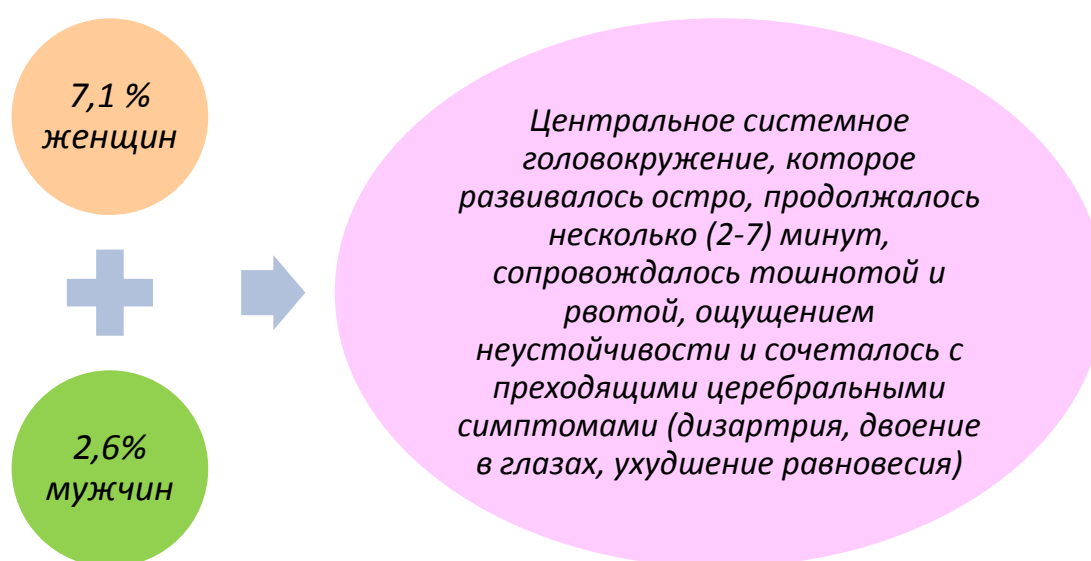 7,1 %
женщин
2,6%
мужчин
Центральное системное
головокружение, которое
развивалось остро, продолжалось
несколько (2-7) минут,
сопровождалось тошнотой и
рвотой, ощущением
неустойчивости и сочеталось с
преходящими церебральными
симптомами (дизартрия, двоение
в глазах, ухудшение равновесия)